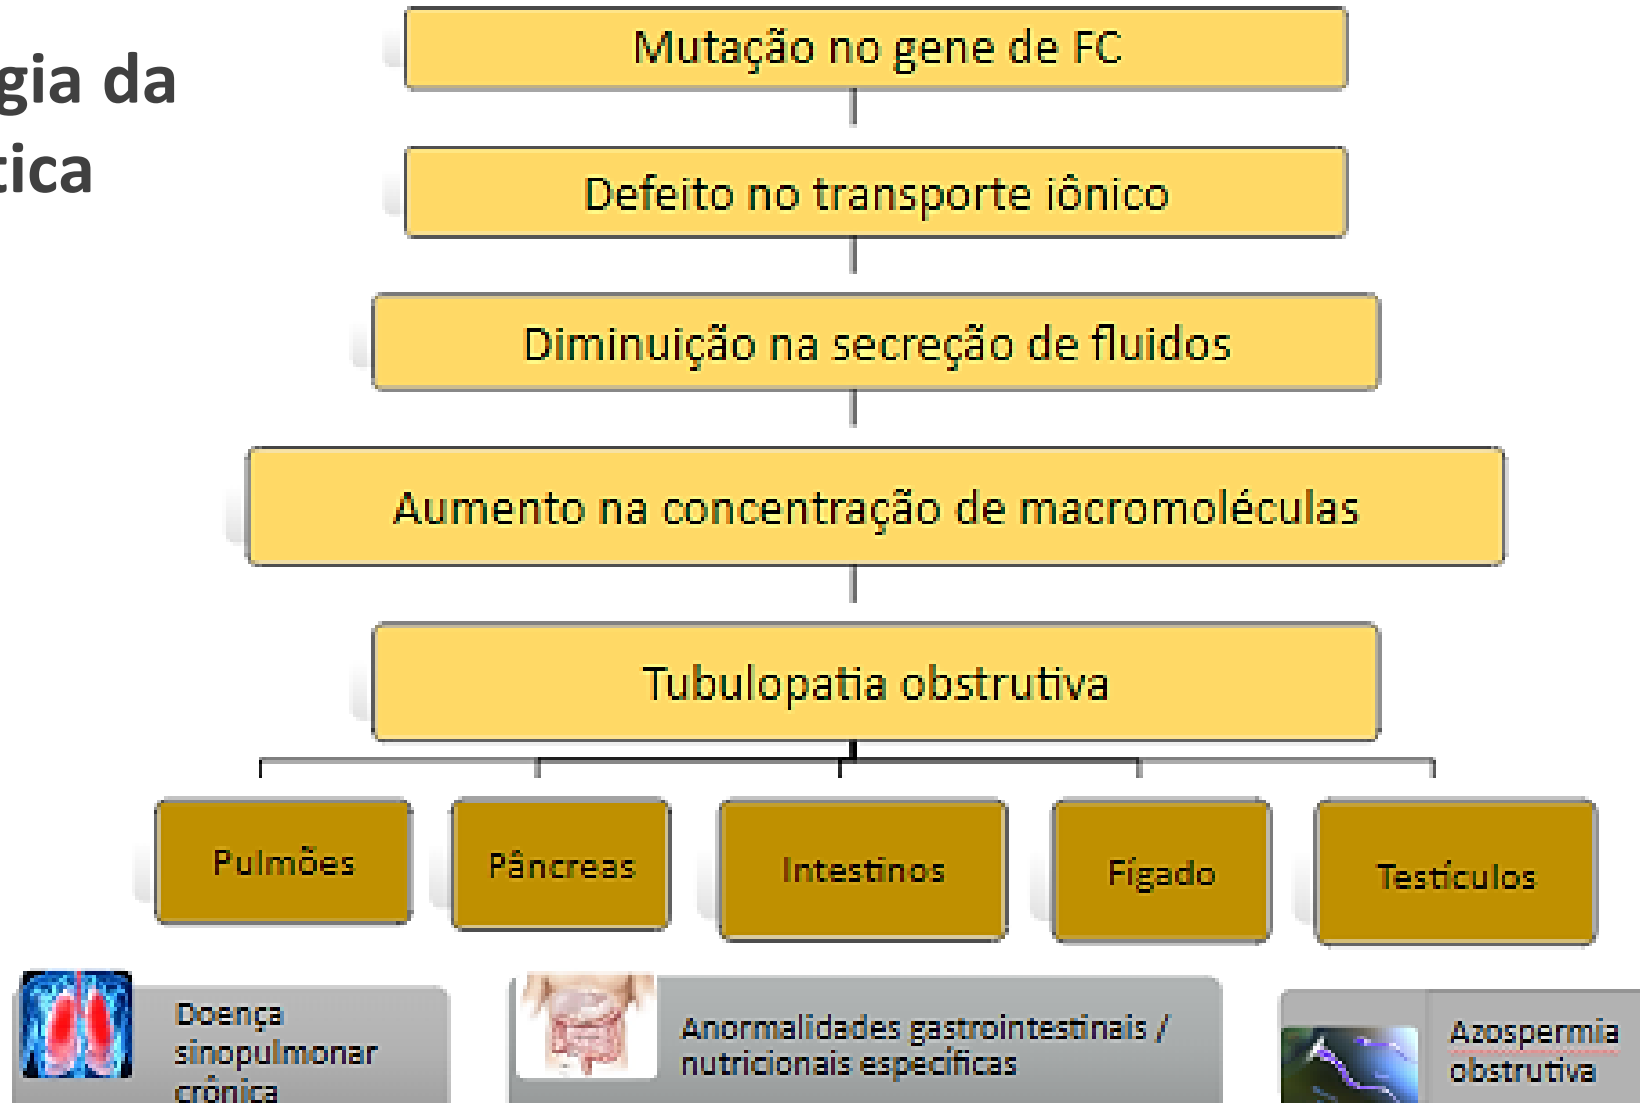 gia da
tica
Mutação no gene de FC
Defeito no transporte iônico
Diminuição na secreção de fluidos
Aumento na concentração de macromoléculas
Tubulopatia obstrutiva
Pulmões
Pâncreas
Intestinos
Fígado
Testículos
Doença
sinopulmonar
crônica
Anormalidades gastrointestinais /
nutricionais específicas
Azospermia
obstrutiva